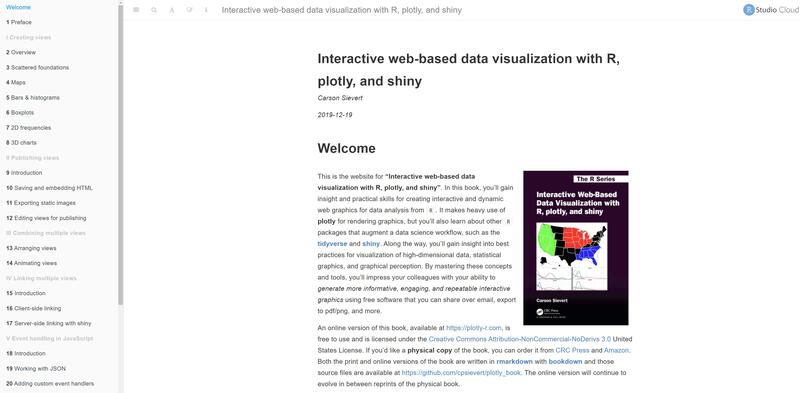 Welcome
1 Preface
I Creating views
2 Overview
3 Scattered foundations
4 Maps
5 Bars & histograms
6 Boxplots
7 2D frequencies
8 3D charts
II Publishing views
9 Introduction
10 Saving and embedding HTML
11 Exporting static images
12 Editing views for publishing
III Combining multiple views
13 Arranging views
14 Animating views
IV Linking multiple views
15 Introduction
16 Client-side linking
17 Server-side linking with shiny
V Event handling in JavaScript
18 Introduction
19 Working with JSON
20 Adding custom event handlers
A
i
Interactive web-based data visualization with R, plotly, and shiny
R Studio Cloud
Interactive web-based data visualization with R,
plotly, and shiny
Carson Sievert
2019-12-19
Welcome
This is the website for “Interactive web-based data
visualization with R, plotly, and shiny”. In this book, you’ll gain
insight and practical skills for creating interactive and dynamic
web graphics for data analysis from R . It makes heavy use of
plotly for rendering graphics, but you’ll also learn about other R
packages that augment a data science workflow, such as the
tidyverse and shiny. Along the way, you’ll gain insight into best
practices for visualization of high-dimensional data, statistical
graphics, and graphical perception. By mastering these concepts
and tools, you’ll impress your colleagues with your ability to
generate more informative, engaging, and repeatable interactive
graphics using free software that you can share over email, export
to pdf/png, and more.
The R Series
Interactive Web-Based
Data Visualization with
R, plotly, and shiny
Carson Sievert
CRC Press
An online version of this book, available at https://plotly-r.com, is
free to use and is licensed under the Creative Commons Attribution-NonCommercial-NoDerivs 3.0 United
States License. If you’d like a physical copy of the book, you can order it from CRC Press and Amazon.
Both the print and online versions of the book are written in rmarkdown with bookdown and those
source files are available at https://github.com/cpsievert/plotly_book. The online version will continue to
evolve in between reprints of the physical book.